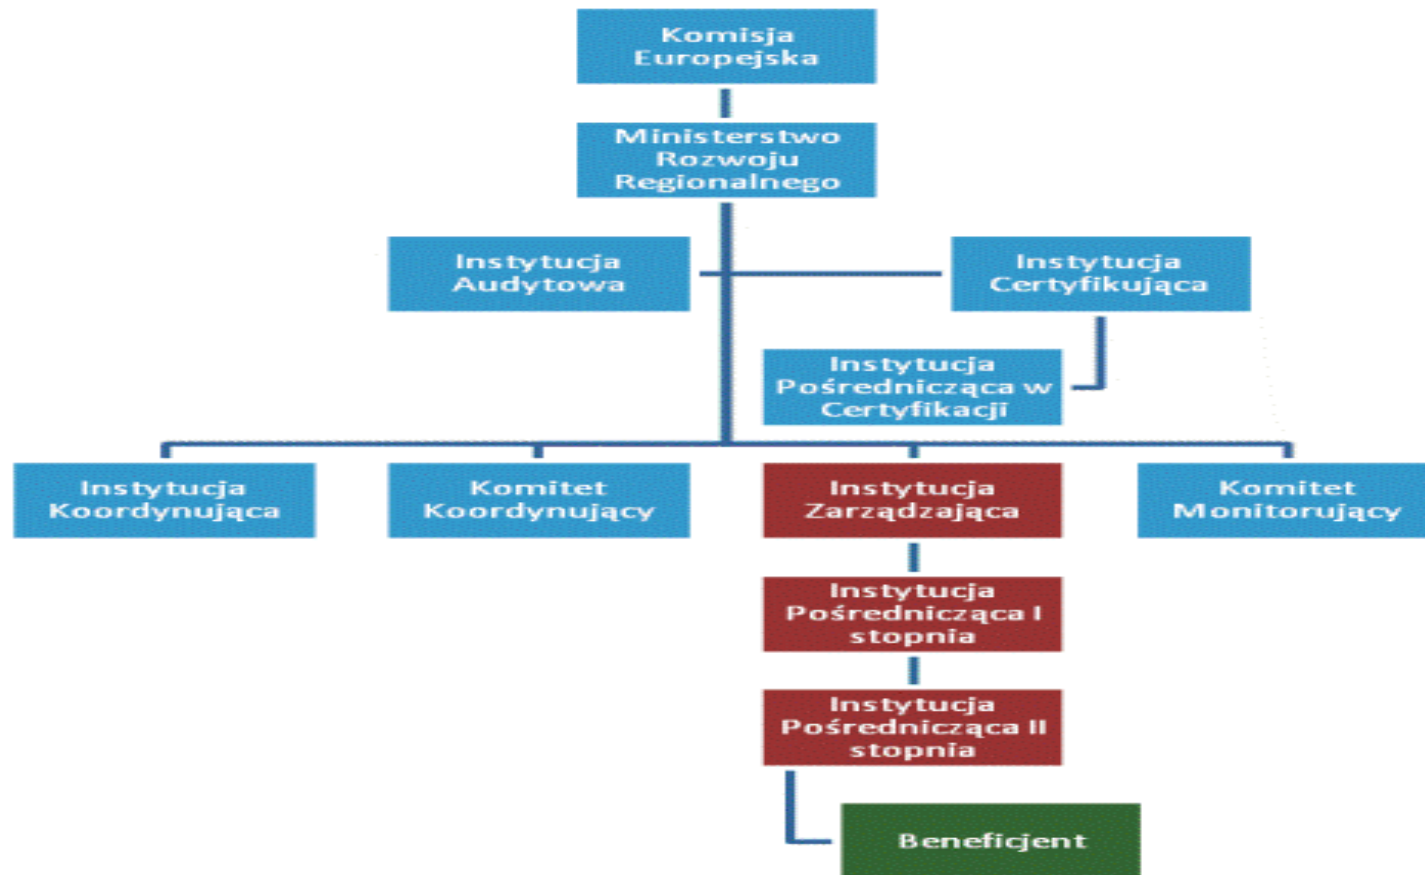 Komisja
Europejska
Ministerstwo
Rozwoju
Regionalnego
Instytucja
Audytowa
Instytucja
Certyfikująca
Instytucja
Pośrednicząca w
Certyfikacji
Instytucja
Koordynująca
Komitet
Koordynujący
Instytucja
Zarządzająca
Komitet
Monitorujący
Instytucja
Pośrednicząca I
stopnia
Instytucja
Pośrednicząca II
stopnia
Beneficjent